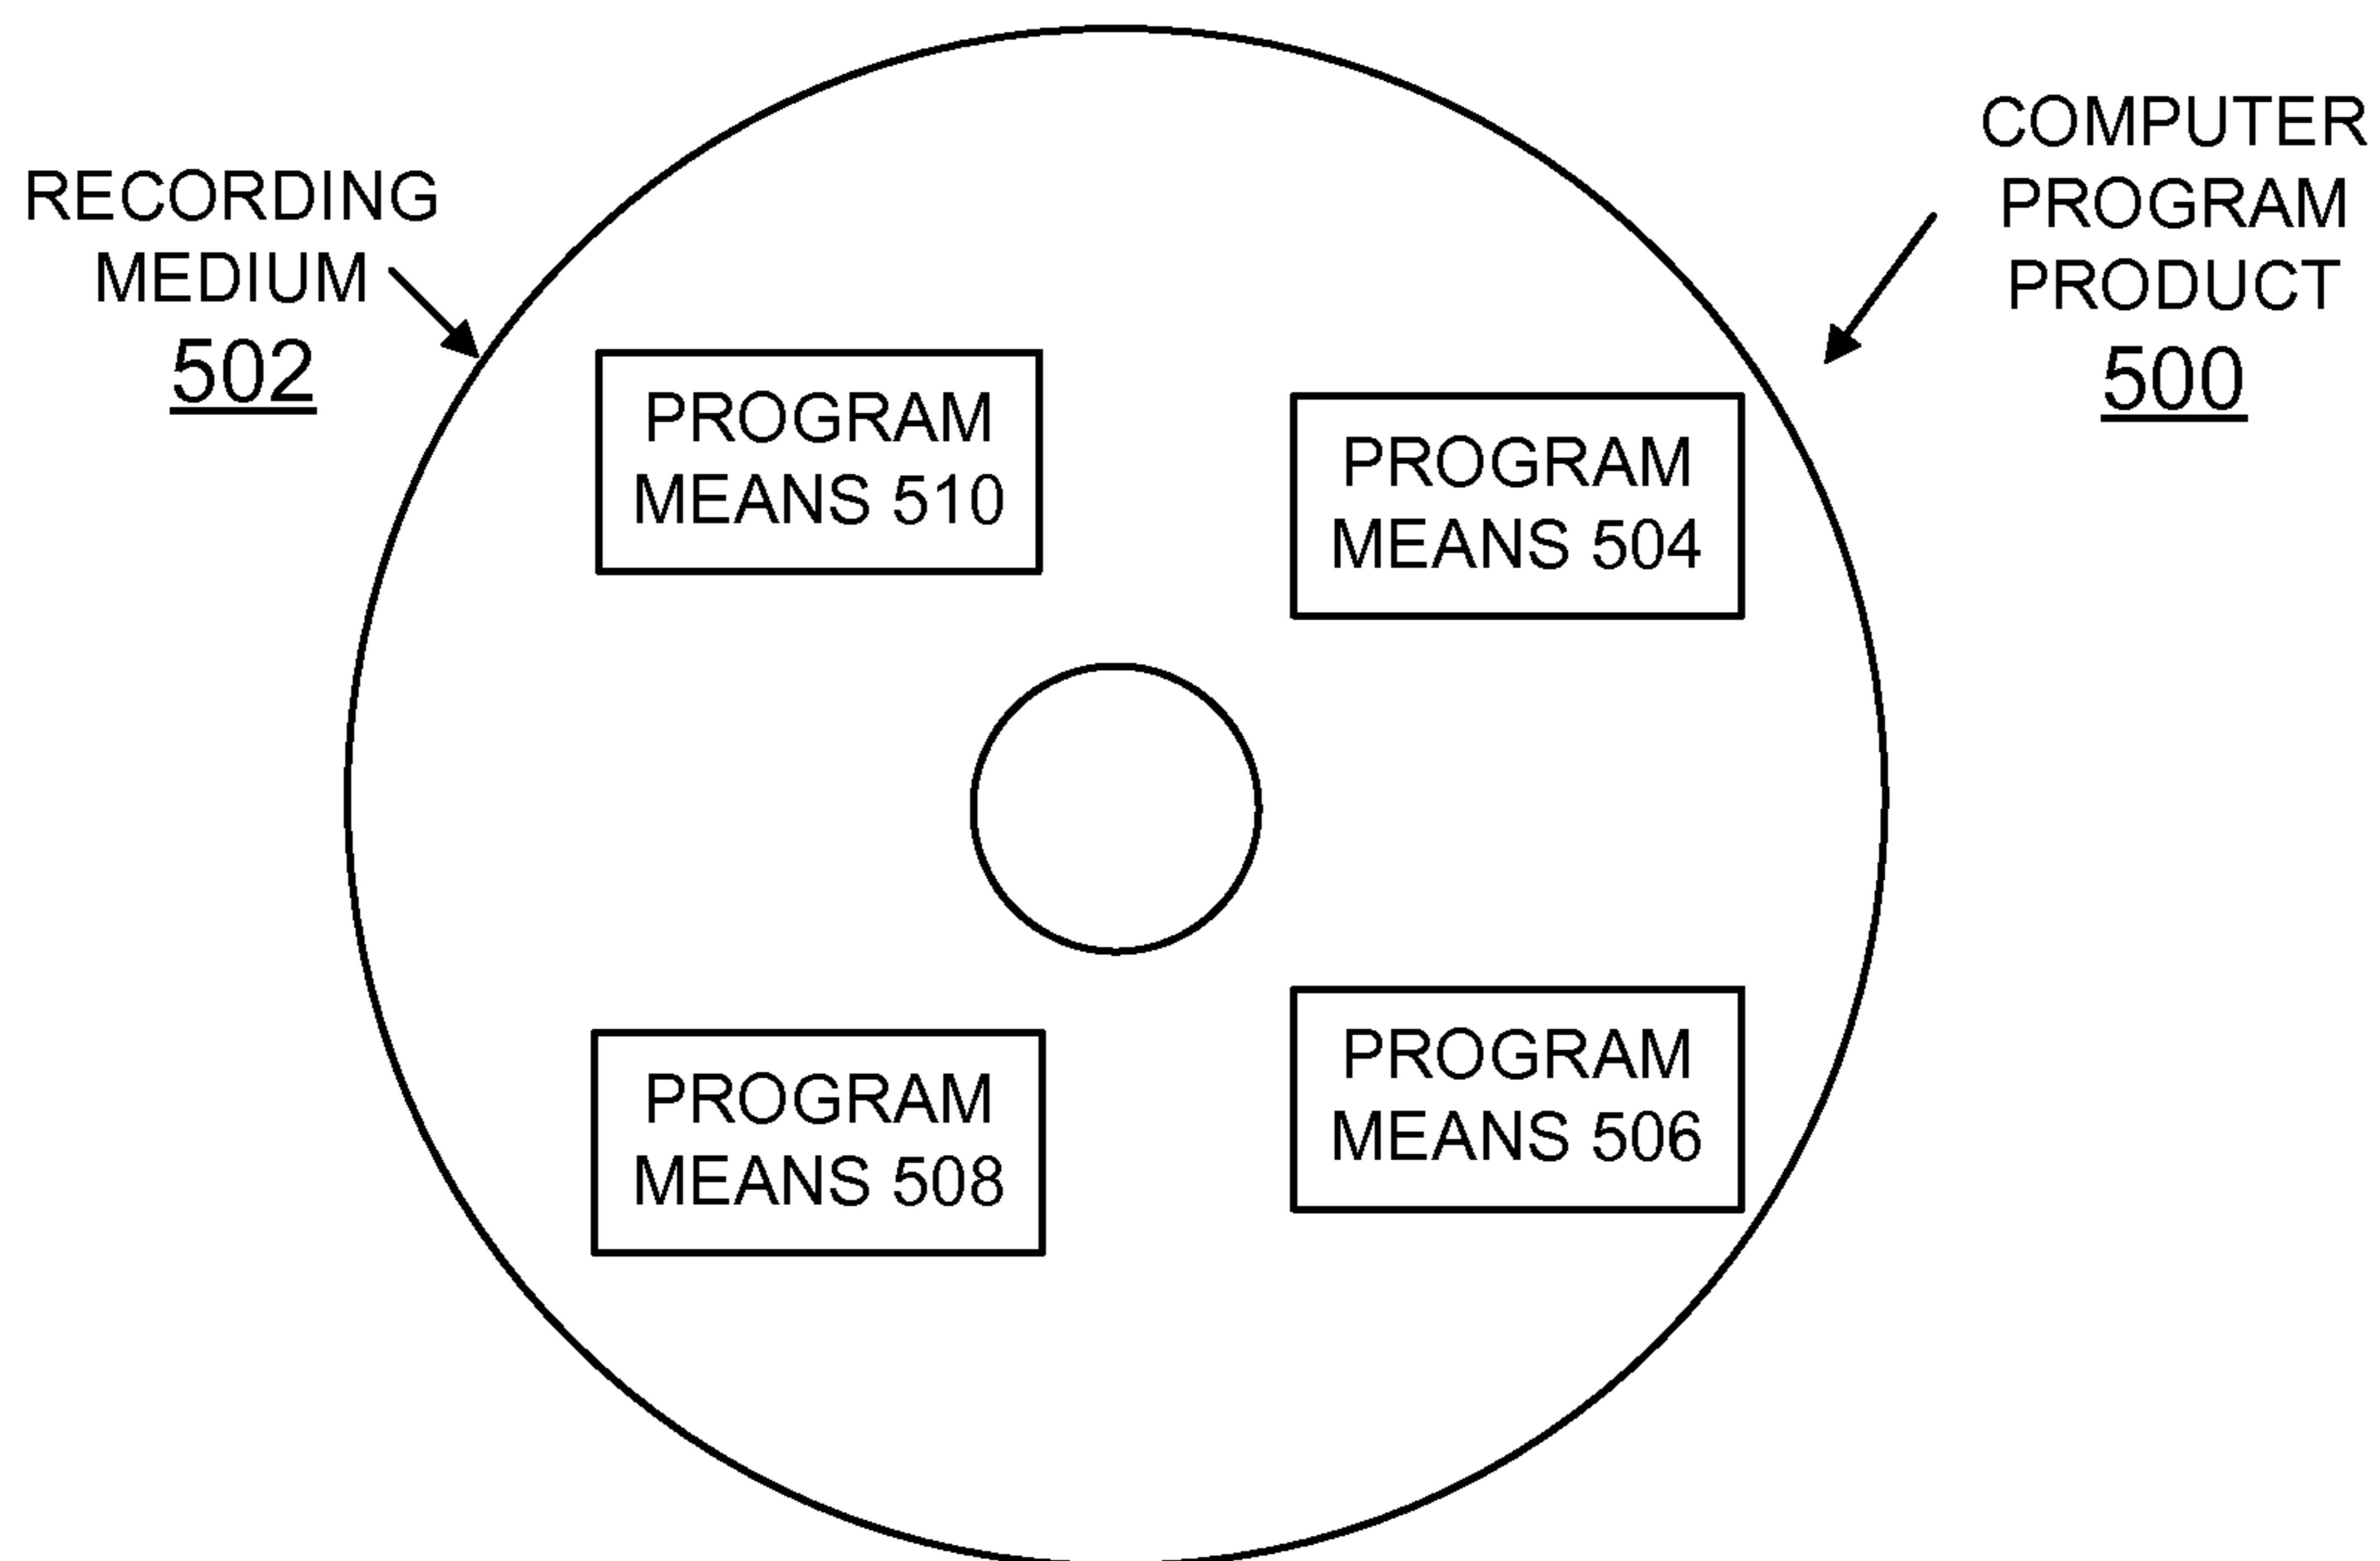 RECORDING
MEDIUM
502
COMPUTER
PROGRAM
PRODUCT
500
PROGRAM
MEANS 510
PROGRAM
MEANS 504
PROGRAM
MEANS 508
PROGRAM
MEANS 506